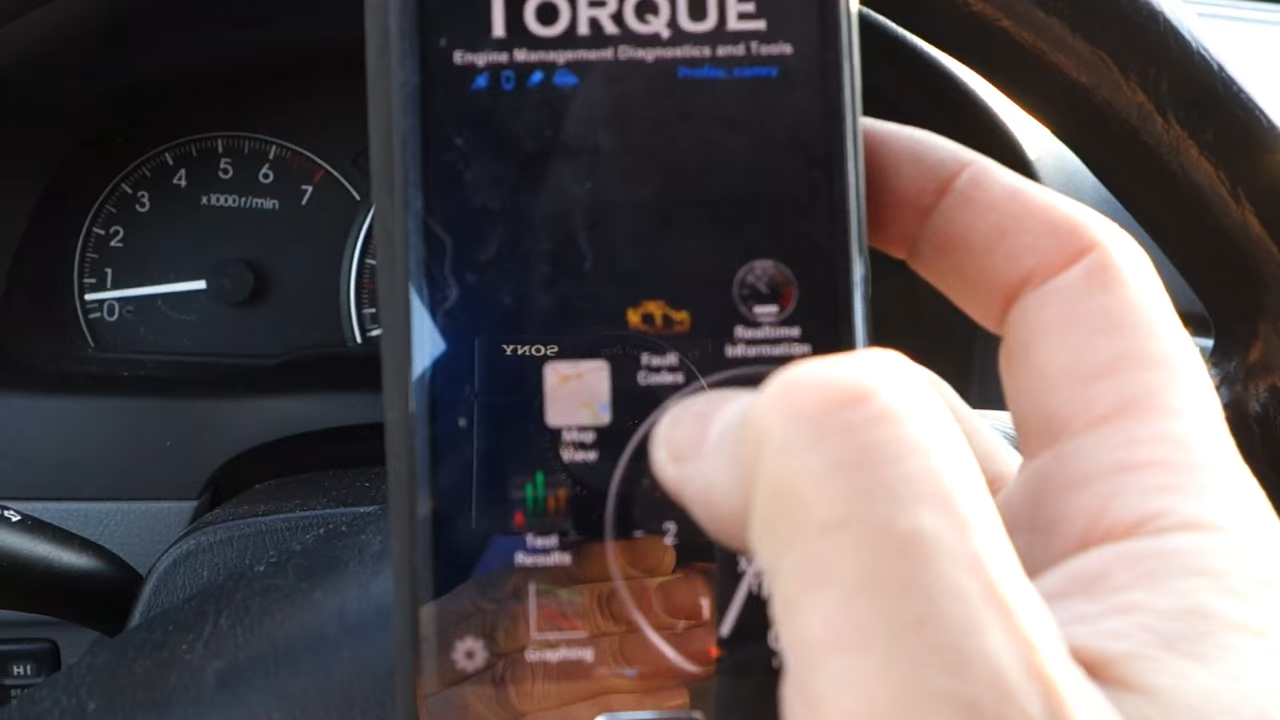 TORQUE
Engine Management Diagnostics and Tools
Profile, camry
5
4
6
3
7
x1000r/min
2
1
0
Realtime
Information
Fault
Codes
SONY
Map
View
2
Test
Results
1
Graphing
HI